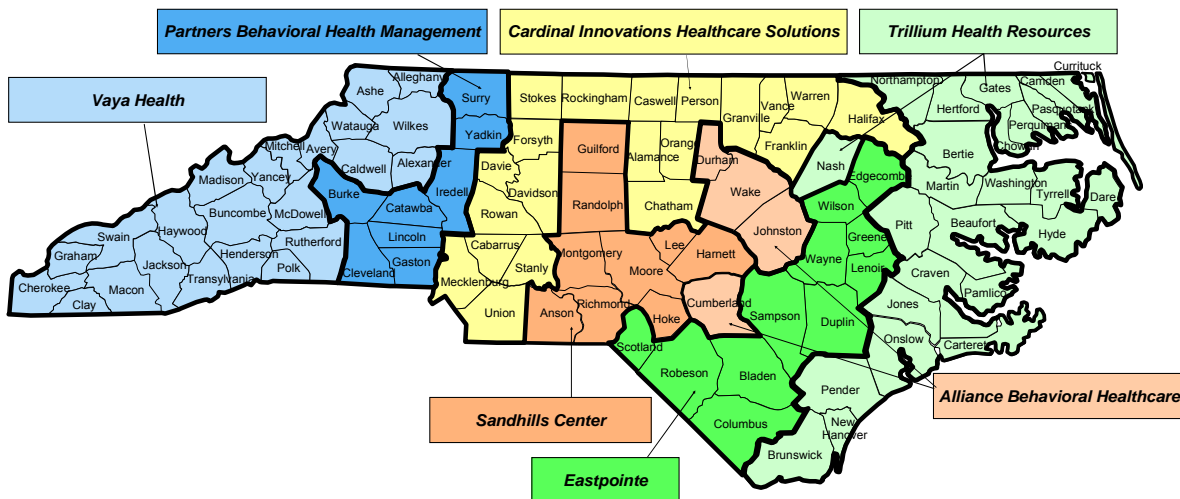 Partners Behavioral Health Management
Cardinal Innovations Healthcare Solutions
Trillium Health Resources
Vaya Health
Sandhills Center
Alliance Behavioral Healthcare
Eastpointe
Currituck
Alleghany
Ashe
Surry
Stokes
Rockingham
Caswell
Person
Granville
Vance
Warren
Halifax
Northampton
Gates
Camden
Pasquotank
Perquiman
Chowan
Hertford
Watauga
Wilkes
Yadkin
Forsyth
Guilford
Alamance
Orange
Durham
Franklin
Nash
Edgecomb
Bertie
Mitchell
Avery
Caldwell
Alexander
Davie
Davidson
Randolph
Chatham
Wake
Martin
Washington
Tyrrell
Dare
Madison
Yancey
Burke
Iredell
Catawba
Rowan
Wilson
Pitt
Beaufort
Hyde
Buncombe
McDowell
Lincoln
Johnston
Greene
Swain
Haywood
Rutherford
Henderson
Cleveland
Gaston
Cabarrus
Stanly
Montgomery
Moore
Lee
Harnett
Wayne
Lenoir
Craven
Pamlico
Graham
Jackson
Transylvania
Polk
Mecklenburg
Cherokee
Macon
Clay
Union
Anson
Richmond
Hoke
Cumberland
Sampson
Duplin
Jones
Onslow
Carteret
Scotland
Robeson
Bladen
Pender
Columbus
New
Hanover
Brunswick